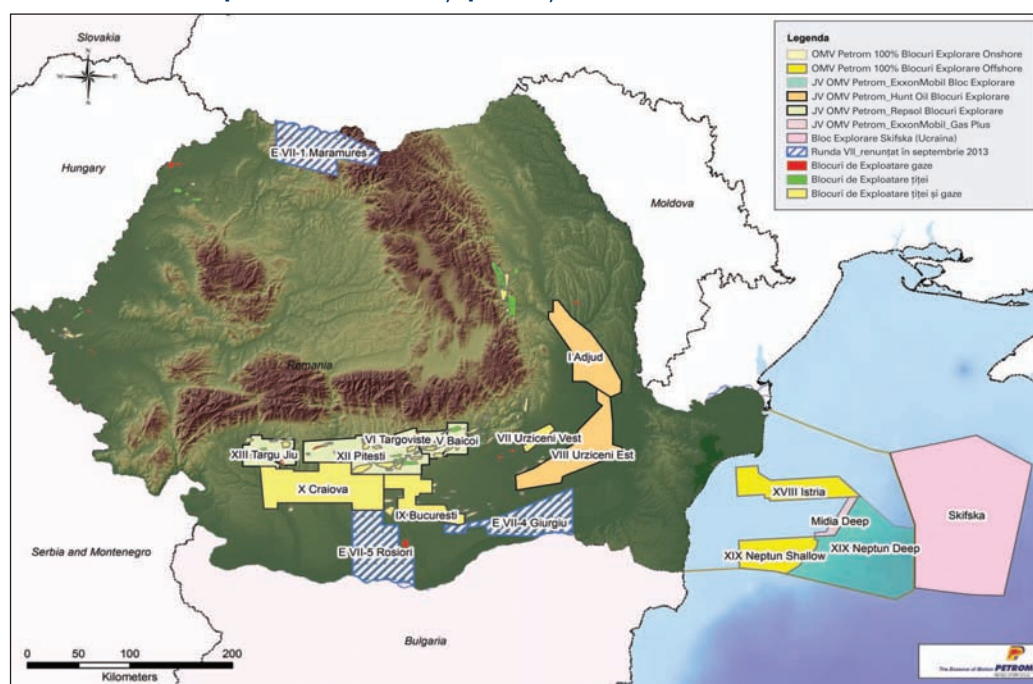 Slovakia
Hungary
Moldova
Romania
Serbia and Montenegro
Bulgaria
Legenda
OMV Petrom 100% Blocuri Explorare Onshore
OMV Petrom 100% Blocuri Explorare Offshore
JV OMV Petrom_ExxonMobil Bloc Explorare
JV OMV Petrom_Hunt Oil Blocuri Explorare
JV OMV Petrom_Repsol Blocuri Explorare
JV OMV Petrom_ExxonMobil_Gas Plus
Bloc Explorare Skifska (Ucraina)
Runda VII_renunțat în septembrie 2013
Blocuri de Exploatare gaze
Blocuri de Exploatare țiței
Blocuri de Exploatare țiței și gaze
E VII-1 Maramures
I Adjud
VI Targoviste
V Baicoi
VII Urziceni Vest
XIII Targu Jiu
XII Pitesti
VIII Urziceni Est
X Craiova
IX Bucuresti
E VII-4 Giurgiu
E VII-5 Rosiori
XVIII Istria
Midia Deep
Skifska
XIX Neptun Shallow
XIX Neptun Deep
0 50 100 200
Kilometers
The Essence of Motion PETROM